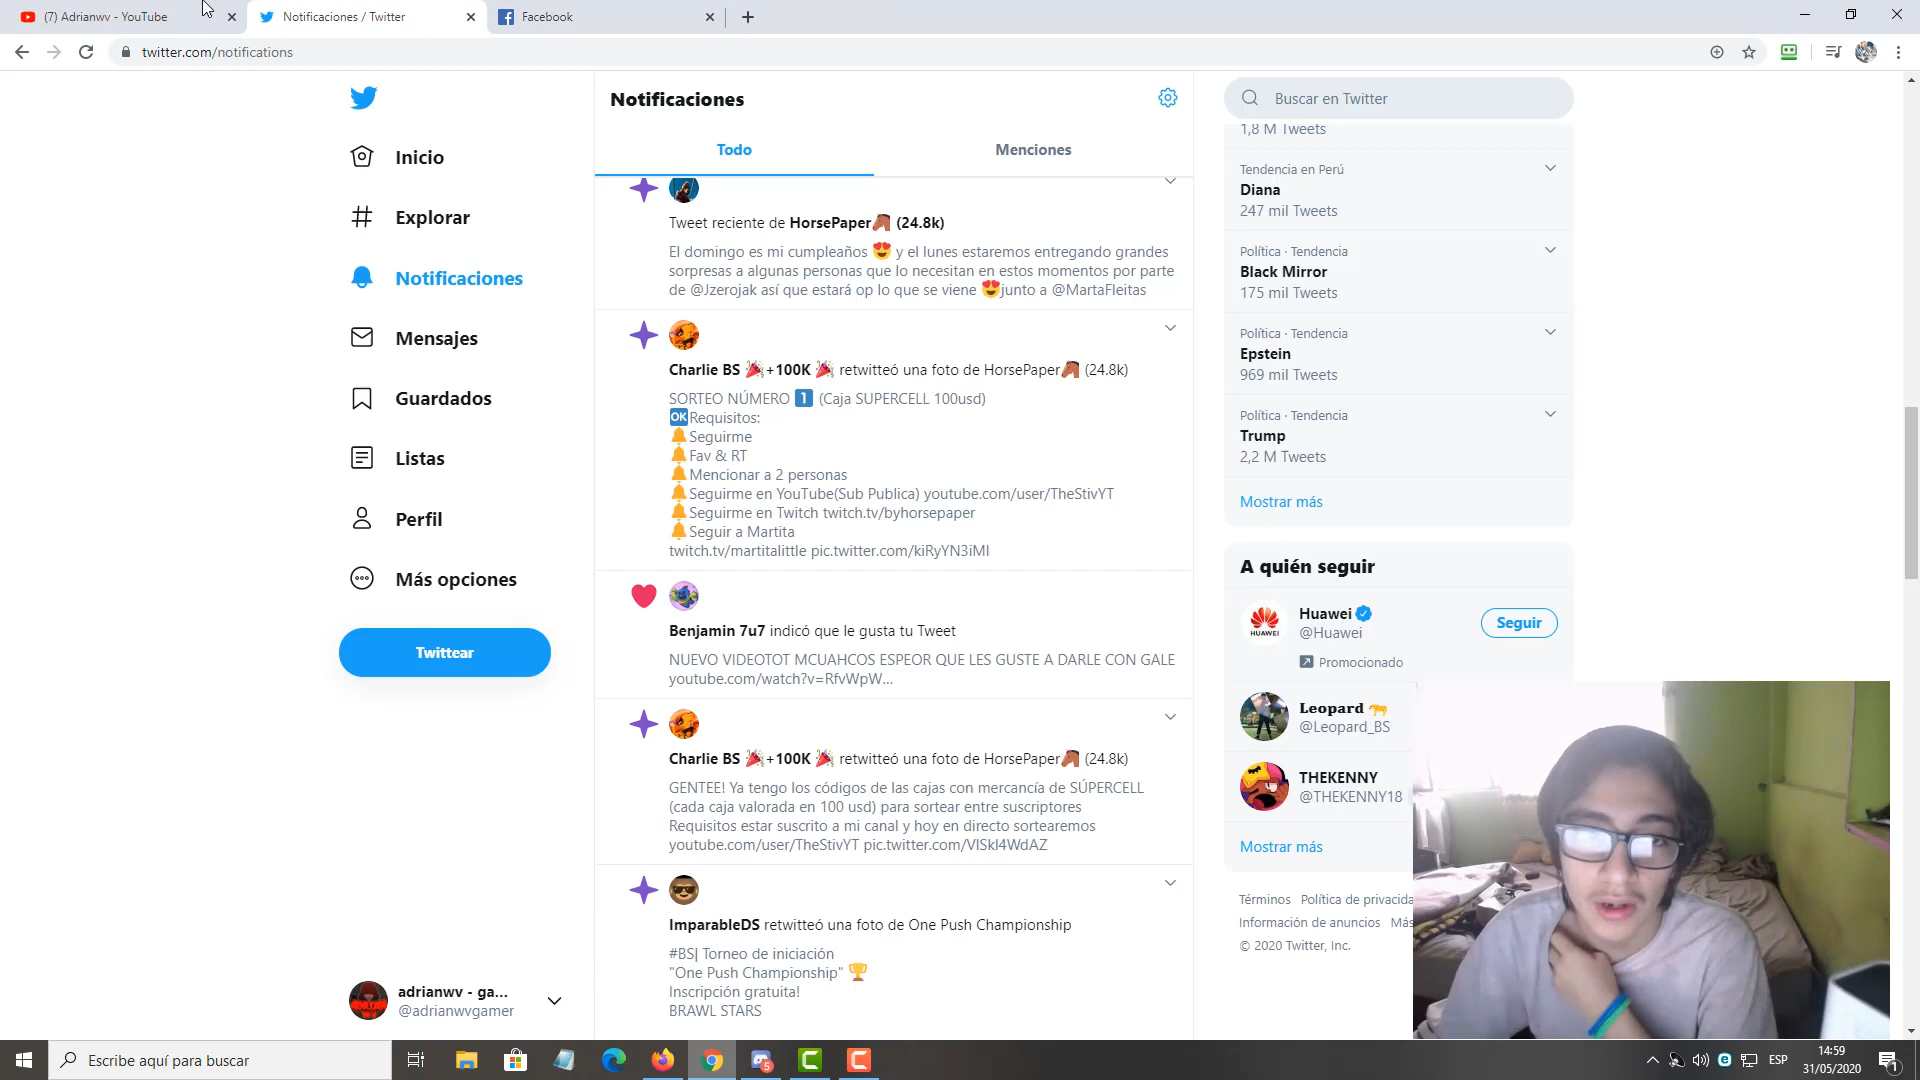 (7) Adrianwv - YouTube
Notificaciones / Twitter
Facebook
twitter.com/notifications
Inicio
Explorar
Notificaciones
Mensajes
Guardados
Listas
Perfil
Más opciones
Twittear
adrianwv - ga...
@adrianwvgamer
Notificaciones
Todo
Menciones
Tweet reciente de HorsePaper🐴 (24.8k)
El domingo es mi cumpleaños 😍 y el lunes estaremos entregando grandes
sorpresas a algunas personas que lo necesitan en estos momentos por parte
de @Jzerojak así que estará op lo que se viene 😍junto a @MartaFleitas
Charlie BS 🎉+100K 🎉 retwitteó una foto de HorsePaper🐴 (24.8k)
SORTEO NÚMERO 1️⃣ (Caja SUPERCELL 100usd)
🆗Requisitos:
🔔Seguirme
🔔Fav & RT
🔔Mencionar a 2 personas
🔔Seguirme en YouTube(Sub Publica) youtube.com/user/TheStivYT
🔔Seguirme en Twitch twitch.tv/byhorsepaper
🔔Seguir a Martita
twitch.tv/martitalittle pic.twitter.com/kiRyYN3iMI
Benjamin 7u7 indicó que le gusta tu Tweet
NUEVO VIDEOTOT MCUAHCOS ESPEOR QUE LES GUSTE A DARLE CON GALE
youtube.com/watch?v=RfvWpW...
Charlie BS 🎉+100K 🎉 retwitteó una foto de HorsePaper🐴 (24.8k)
GENTEE! Ya tengo los códigos de las cajas con mercancía de SÚPERCELL
(cada caja valorada en 100 usd) para sortear entre suscriptores
Requisitos estar suscrito a mi canal y hoy en directo sortearemos
youtube.com/user/TheStivYT pic.twitter.com/VISkI4WdAZ
ImparableDS retwitteó una foto de One Push Championship
#BS| Torneo de iniciación
"One Push Championship" 🏆
Inscripción gratuita!
BRAWL STARS
Buscar en Twitter
1,8 M Tweets
Tendencia en Perú
Diana
247 mil Tweets
Política · Tendencia
Black Mirror
175 mil Tweets
Política · Tendencia
Epstein
969 mil Tweets
Política · Tendencia
Trump
2,2 M Tweets
Mostrar más
A quién seguir
Huawei
@Huawei
Seguir
HUAWEI
Promocionado
Leopard 🐆
@Leopard_BS
THEKENNY
@THEKENNY18
Mostrar más
Términos Política de privacida
Información de anuncios Más
© 2020 Twitter, Inc.
ADRIAN
WV
Escribe aquí para buscar
5
ESP
14:59
31/05/2020
1